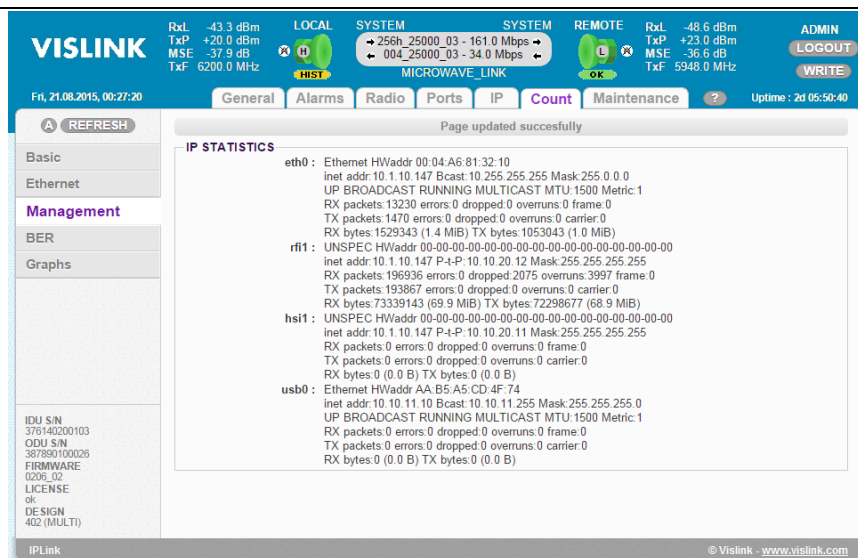 VISLINK
RxL -43.3 dBm
TxP +20.0 dBm
MSE -37.9 dB
TxF 6200.0 MHz
LOCAL
H
HIST
SYSTEM SYSTEM
256h_25000_03 - 161.0 Mbps
004_25000_03 - 34.0 Mbps
MICROWAVE_LINK
REMOTE
L
OK
RxL -48.6 dBm
TxP +23.0 dBm
MSE -36.6 dB
TxF 5948.0 MHz
ADMIN
LOGOUT
WRITE
Fri, 21.08.2015, 00:27:20
General Alarms Radio Ports IP Count Maintenance ?
Uptime : 2d 05:50:40
A REFRESH
Page updated succesfully
Basic
Ethernet
Management
BER
Graphs
IP STATISTICS
eth0 : Ethernet HWaddr 00:04:A6:81:32:10
inet addr:10.1.10.147 Bcast:10.255.255.255 Mask:255.0.0.0
UP BROADCAST RUNNING MULTICAST MTU:1500 Metric:1
RX packets:13230 errors:0 dropped:0 overruns:0 frame:0
TX packets:1470 errors:0 dropped:0 overruns:0 carrier:0
RX bytes:1529343 (1.4 MiB) TX bytes:1053043 (1.0 MiB)
rfi1 : UNSPEC HWaddr 00-00-00-00-00-00-00-00-00-00-00-00-00-00-00-00
inet addr:10.1.10.147 P-t-P:10.10.20.12 Mask:255.255.255.255
RX packets:196936 errors:0 dropped:2075 overruns:3997 frame:0
TX packets:193867 errors:0 dropped:0 overruns:0 carrier:0
RX bytes:73339143 (69.9 MiB) TX bytes:72298677 (68.9 MiB)
hsi1 : UNSPEC HWaddr 00-00-00-00-00-00-00-00-00-00-00-00-00-00-00-00
inet addr:10.1.10.147 P-t-P:10.10.20.11 Mask:255.255.255.255
RX packets:0 errors:0 dropped:0 overruns:0 frame:0
TX packets:0 errors:0 dropped:0 overruns:0 carrier:0
RX bytes:0 (0.0 B) TX bytes:0 (0.0 B)
usb0 : Ethernet HWaddr AA:B5:A5:CD:4F:74
inet addr:10.10.11.10 Bcast:10.10.11.255 Mask:255.255.255.0
UP BROADCAST RUNNING MULTICAST MTU:1500 Metric:1
RX packets:0 errors:0 dropped:0 overruns:0 frame:0
TX packets:0 errors:0 dropped:0 overruns:0 carrier:0
RX bytes:0 (0.0 B) TX bytes:0 (0.0 B)
IDU S/N
376140200103
ODU S/N
387890100026
FIRMWARE
0206_02
LICENSE
ok
DESIGN
402 (MULTI)
IPLink
© Vislink - www.vislink.com